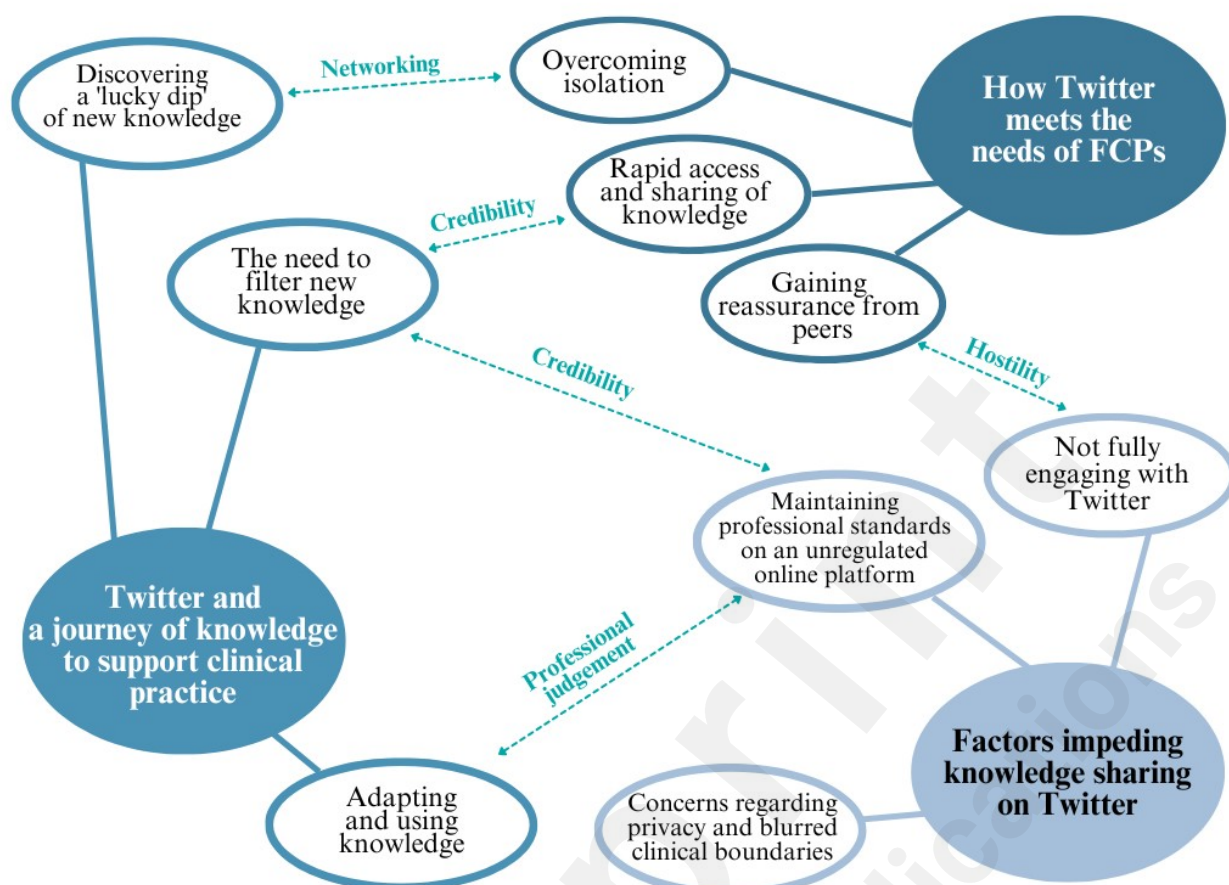 Discovering
a 'lucky dip'
of new knowledge
Networking
Overcoming
isolation
How Twitter
meets the
needs of FCPs
Rapid access
and sharing of
knowledge
Credibility
The need to
filter new
knowledge
Gaining
reassurance from
peers
Hostility
Credibility
Not fully
engaging with
Twitter
Maintaining
professional standards
on an unregulated
online platform
Twitter and
a journey of knowledge
to support clinical
practice
Professional
judgement
Factors impeding
knowledge sharing
on Twitter
Adapting
and using
knowledge
Concerns regarding
privacy and blurred
clinical boundaries
print
lications